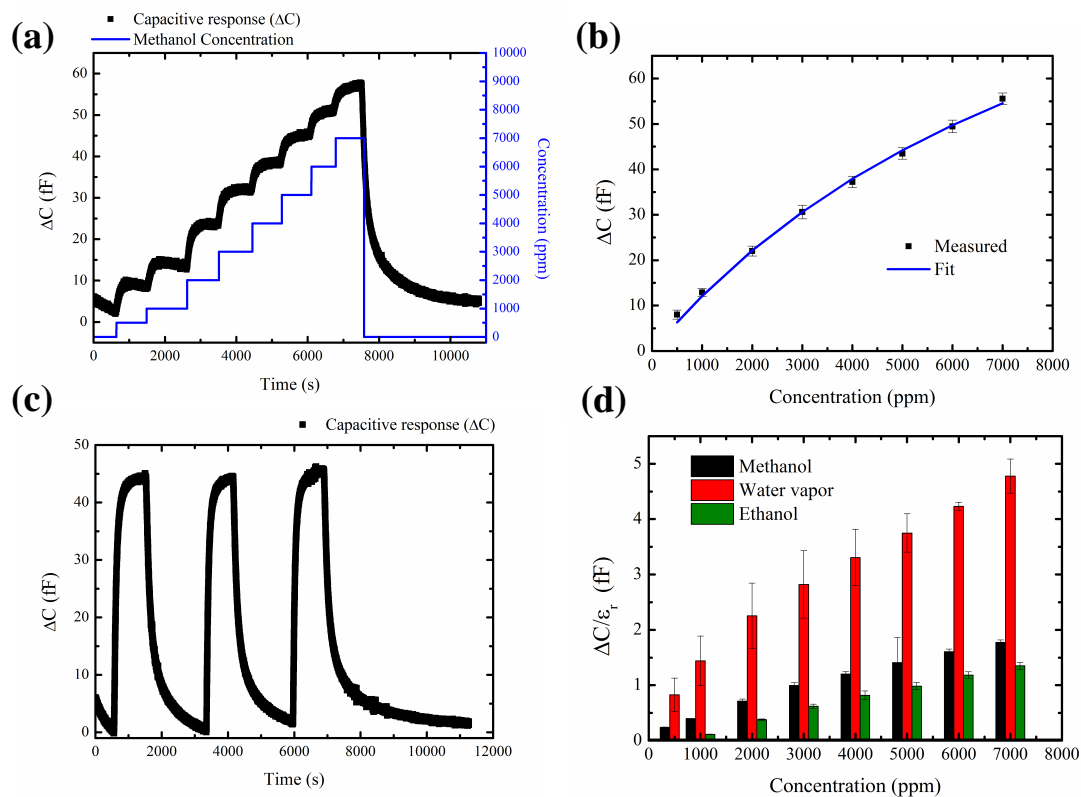 (a)
Capacitive response (ΔC)
Methanol Concentration
60
50
40
30
20
10
0
ΔC (fF)
10000
9000
8000
7000
6000
5000
4000
3000
2000
1000
0
Concentration (ppm)
0 2000 4000 6000 8000 10000
Time (s)
(b)
60
50
40
30
20
10
0
ΔC (fF)
Measured
Fit
0 1000 2000 3000 4000 5000 6000 7000 8000
Concentration (ppm)
(c)
Capacitive response (ΔC)
50
40
30
20
10
0
ΔC (fF)
0 2000 4000 6000 8000 10000 12000
Time (s)
(d)
Methanol
Water vapor
Ethanol
5
4
3
2
1
0
ΔC/εr (fF)
0 1000 2000 3000 4000 5000 6000 7000 8000
Concentration (ppm)